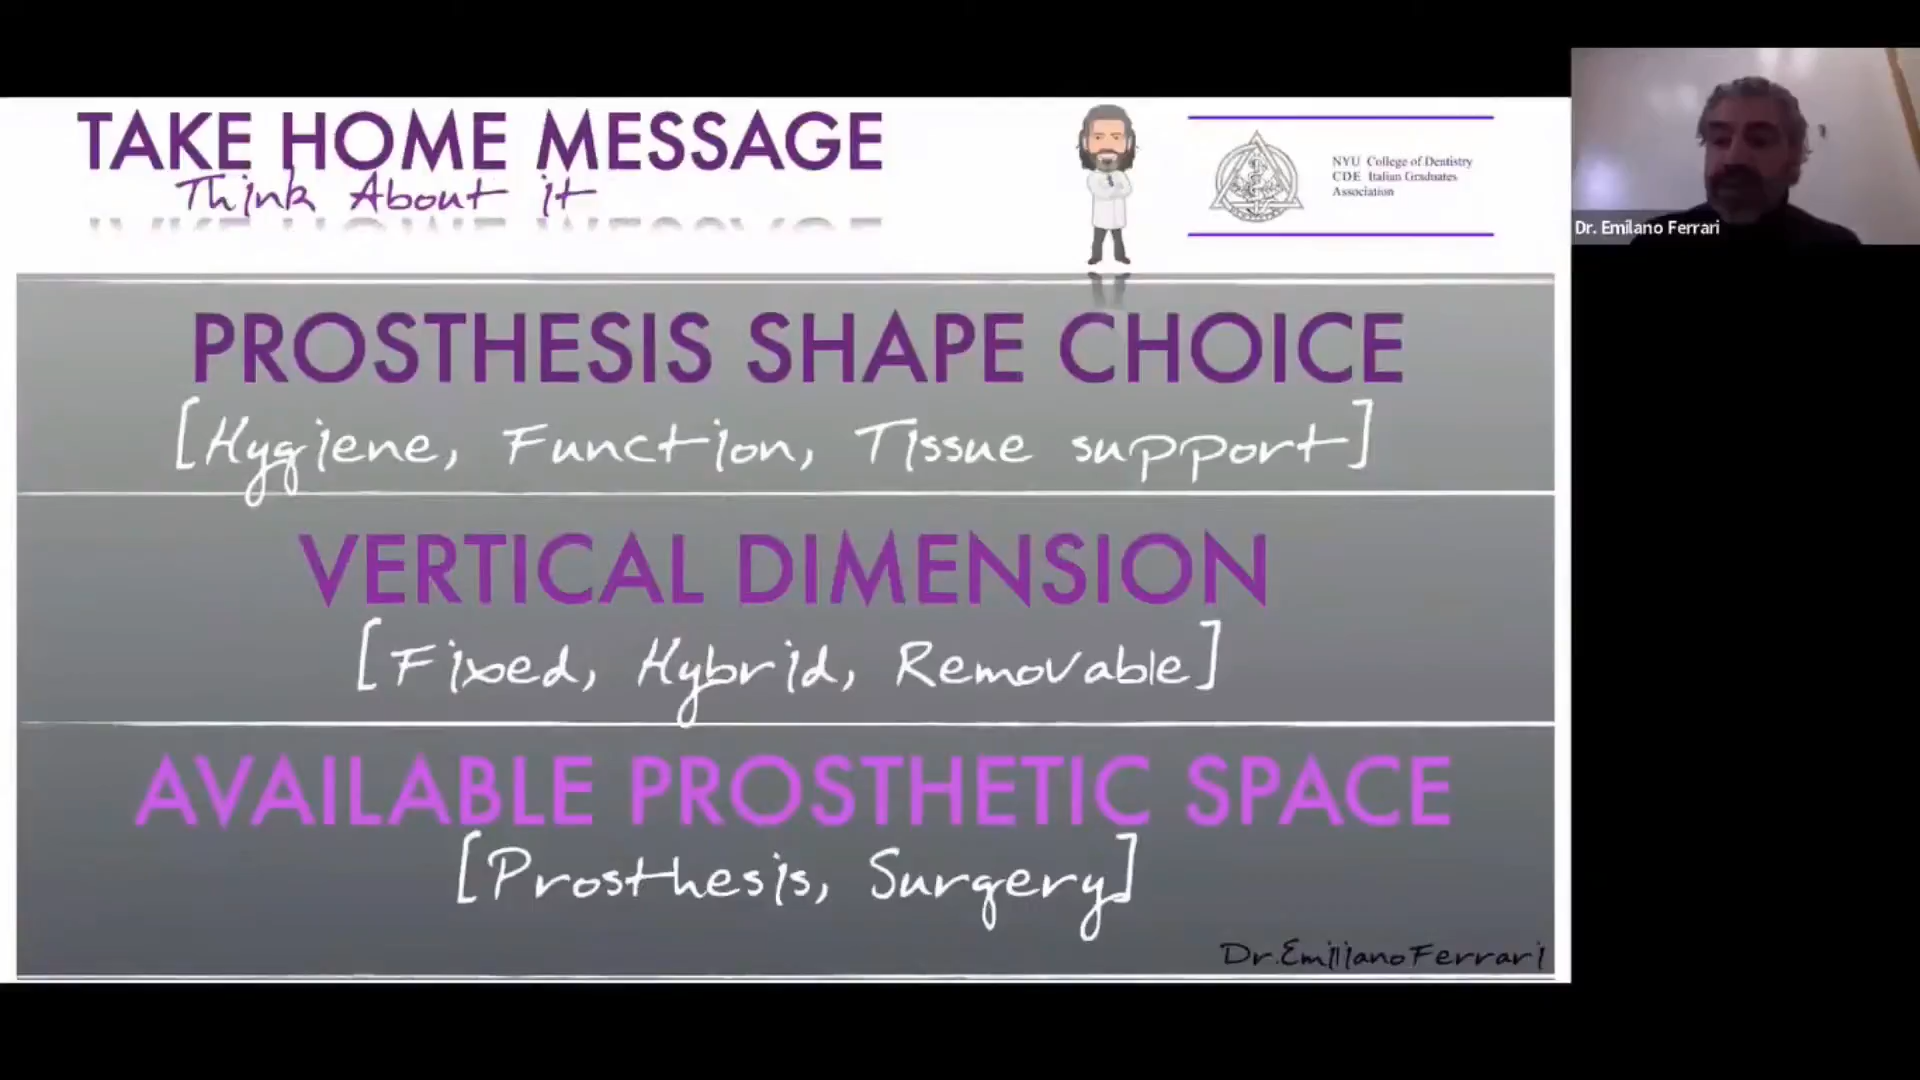 TAKE HOME MESSAGE
Think About it
NYU College of Dentistry
CDE Italian Graduates
Association
Dr. Emilano Ferrari
PROSTHESIS SHAPE CHOICE
[Hygiene, Function, Tissue support]
VERTICAL DIMENSION
[Fixed, Hybrid, Removable]
AVAILABLE PROSTHETIC SPACE
[Prosthesis, Surgery]
Dr.EmilianoFerrari